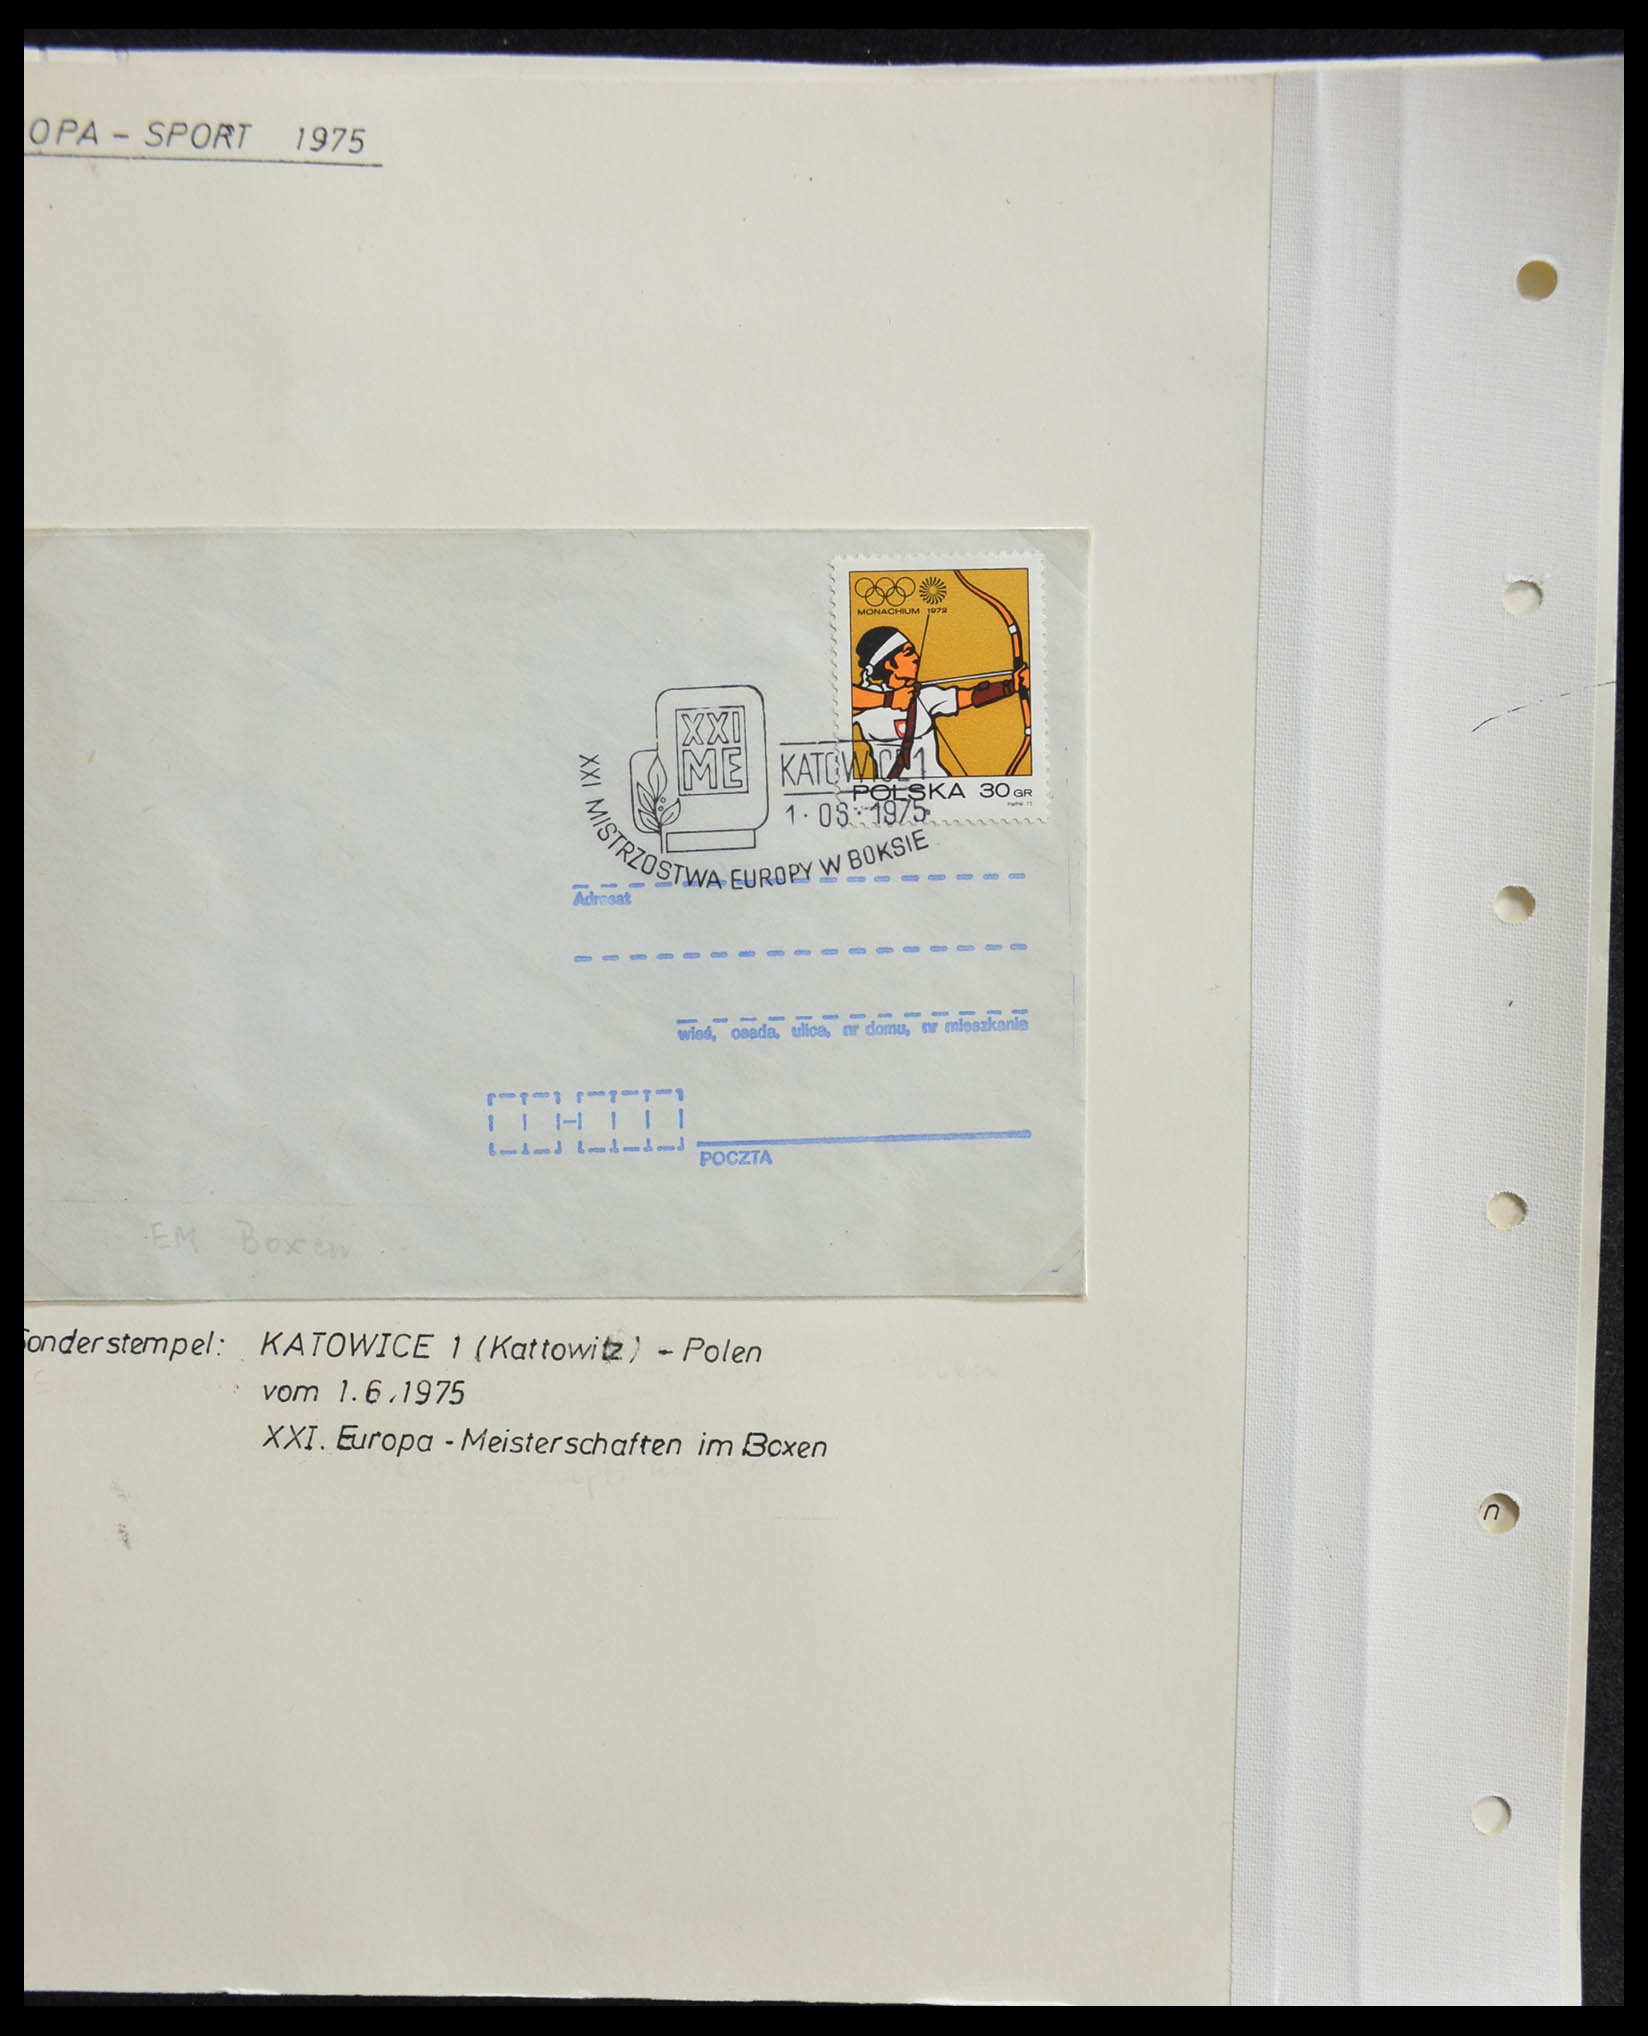 OPA - SPORT 1975
MONACHIUM 1972
POLSKA 30 GR
XXI
ME
KATOWICE 1
1·06·1975
XXI MISTRZOSTWA EUROPY W BOKSIE
Adresat
wieś, osada, ulica, nr domu, nr mieszkania
POCZTA
EM Boxen
Sonderstempel: KATOWICE 1 (Kattowitz) - Polen
vom 1.6.1975
XXI. Europa - Meisterschaften im Boxen
n